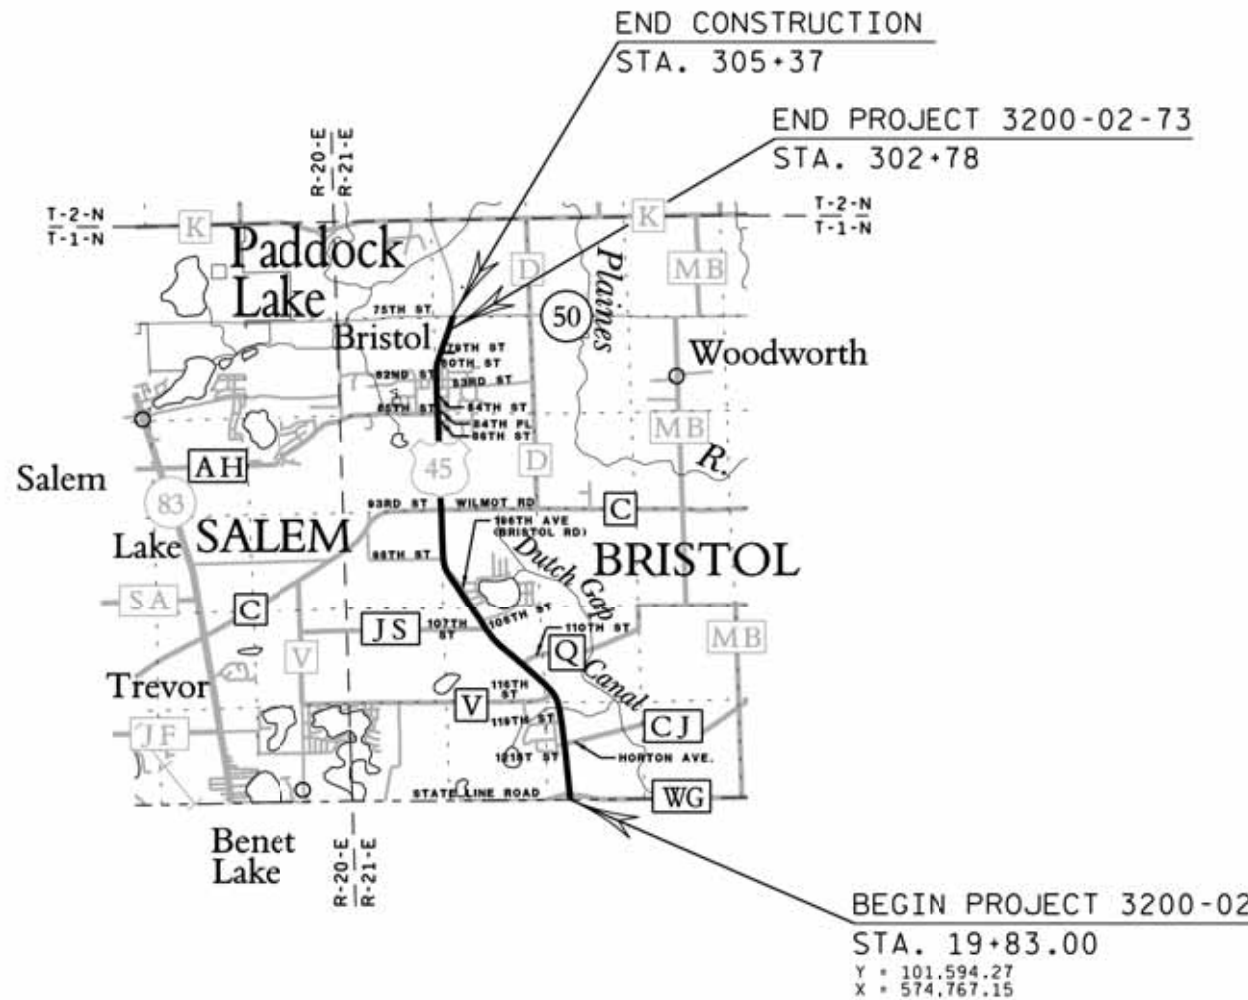 END CONSTRUCTION
STA. 305+37
END PROJECT 3200-02-73
STA. 302+78
R-20-E
R-21-E
T-2-N
T-1-N
T-2-N
T-1-N
K
K
Paddock
Lake
D
Plaines
MB
75TH ST.
50
Bristol
79TH ST
80TH ST
Woodworth
82ND ST
83RD ST
85TH ST
84TH ST
84TH PL
86TH ST
MB
R.
AH
45
D
Salem
83
93RD ST
WILMOT RD
C
Lake
SALEM
196TH AVE
(BRISTOL RD)
98TH ST
Dutch Gap
BRISTOL
SA
C
JS
107TH
ST
108TH ST
110TH ST
MB
V
Q
Canal
Trevor
116TH
ST
V
119TH ST
CJ
JF
121ST ST
HORTON AVE.
STATE LINE ROAD
WG
Benet
Lake
R-20-E
R-21-E
BEGIN PROJECT 3200-02
STA. 19+83.00
Y = 101,594.27
X = 574,767.15